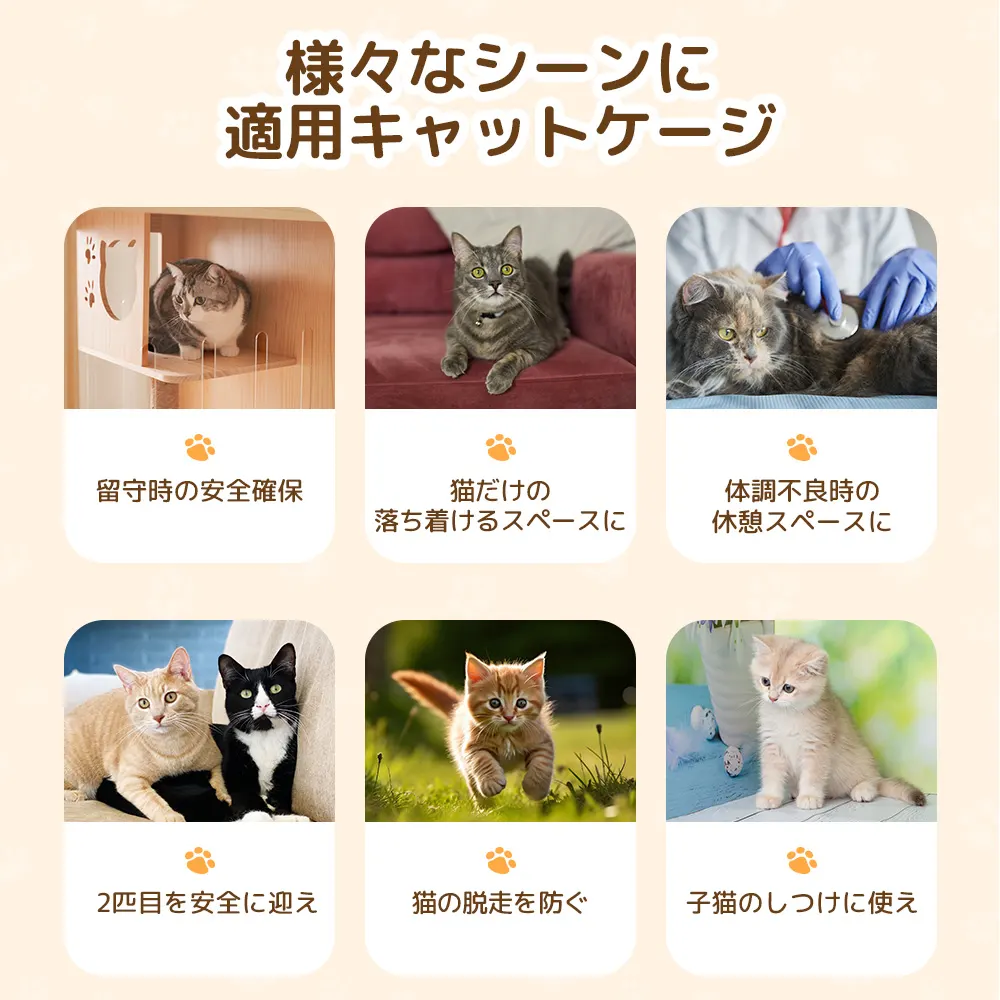 様々なシーンに
適用キャットケージ
留守時の安全確保
猫だけの
落ち着けるスペースに
体調不良時の
休憩スペースに
2匹目を安全に迎え
猫の脱走を防ぐ
子猫のしつけに使え